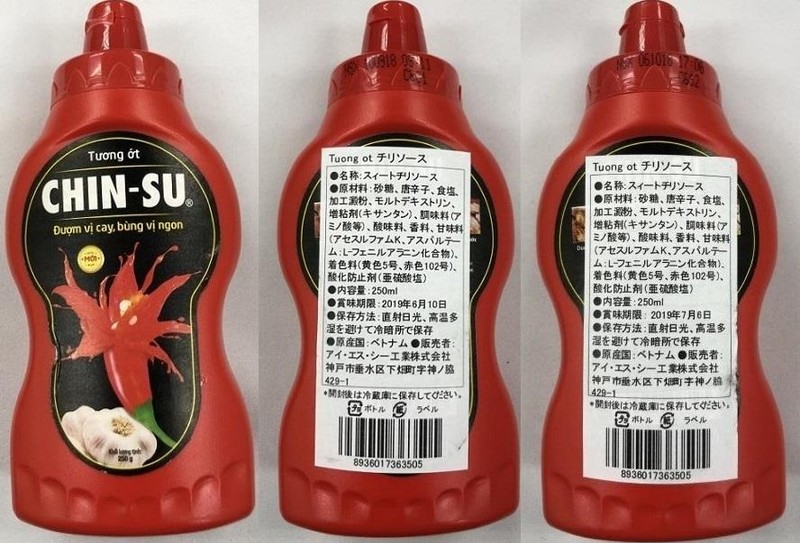 Tương ớt
CHIN-SU®
Đượm vị cay, bùng vị ngon
MỚI
Khối lượng tịnh:
250 g
Tuong ot チリソース
●名称:スィートチリソース
●原材料: 砂糖、唐辛子、食塩、
加工澱粉、モルトデキストリン、
増粘剤(キサンタン)、調味料(ア
ミノ酸等)、酸味料、香料、甘味料
(アセスルファムK、アスパルテー
ム:L-フェニルアラニン化合物)、
着色料(黄色5号、赤色102号)、
酸化防止剤(亜硫酸塩)
●内容量: 250ml
●賞味期限: 2019年6月10日
●保存方法: 直射日光、高温多
湿を避けて冷暗所で保存
●原産国: ベトナム ●販売者:
アイ・エス・シー工業株式会社
神戸市垂水区下畑町字神ノ脇
429-1
*開封後は冷蔵庫に保存してください。
プラ ボトル 紙 ラベル
8936017363505
061018 17
Tuong ot チリソース
●名称:スィートチリソース
●原材料: 砂糖、唐辛子、食塩、
加工澱粉、モルトデキストリン、
増粘剤(キサンタン)、調味料(ア
ミノ酸等)、酸味料、香料、甘味料
(アセスルファムK、アスパルテー
ム:L-フェニルアラニン化合物)、
着色料(黄色5号、赤色102号)、
酸化防止剤(亜硫酸塩)
●内容量: 250ml
●賞味期限: 2019年7月6日
●保存方法: 直射日光、高温多
湿を避けて冷暗所で保存
●原産国: ベトナム ●販売者:
アイ・エス・シー工業株式会社
神戸市垂水区下畑町字神ノ脇
429-1
*開封後は冷蔵庫に保存してください。
プラ ボトル 紙 ラベル
8936017363505